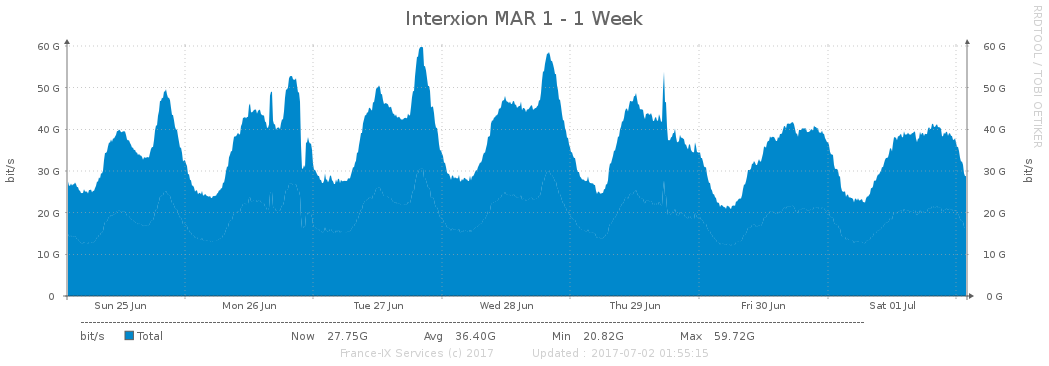 Interxion MAR 1 - 1 Week
RRDTOOL / TOBI OETIKER
bit/s
60 G
50 G
40 G
30 G
20 G
10 G
0
60 G
50 G
40 G
30 G
20 G
10 G
0 G
bit/s
Sun 25 Jun Mon 26 Jun Tue 27 Jun Wed 28 Jun Thu 29 Jun Fri 30 Jun Sat 01 Jul
bit/s Total Now 27.75G Avg 36.40G Min 20.82G Max 59.72G
France-IX Services (c) 2017 Updated : 2017-07-02 01:55:15